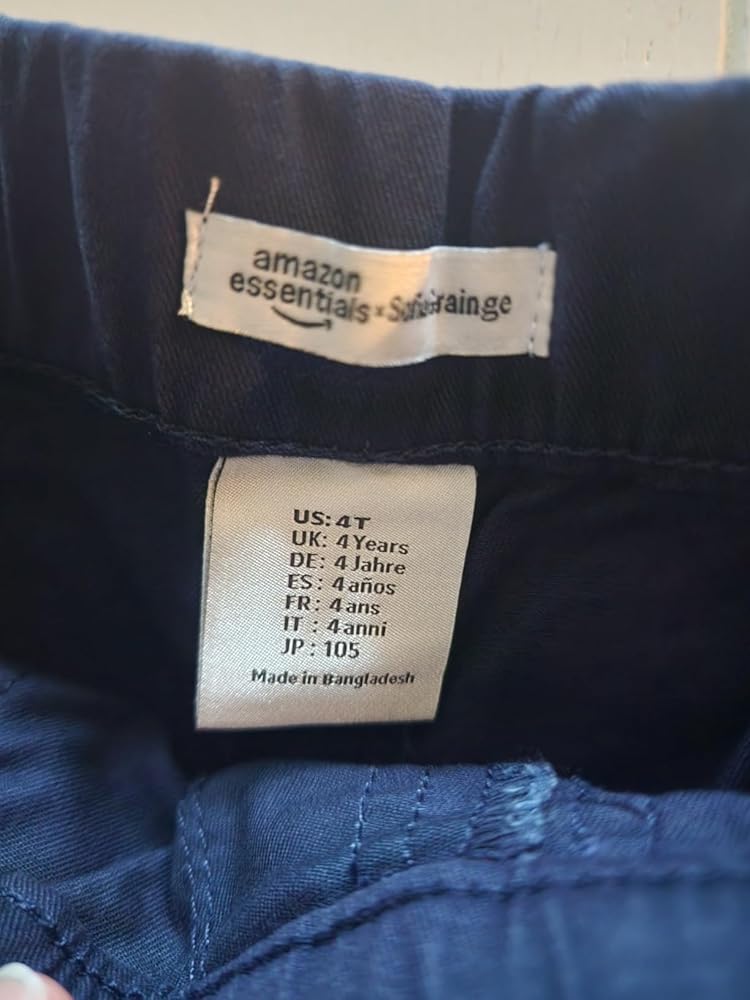 amazon
essentials × SofiaGrainge
US: 4T
UK: 4 Years
DE: 4 Jahre
ES: 4 años
FR: 4 ans
IT : 4 anni
JP : 105
Made in Bangladesh